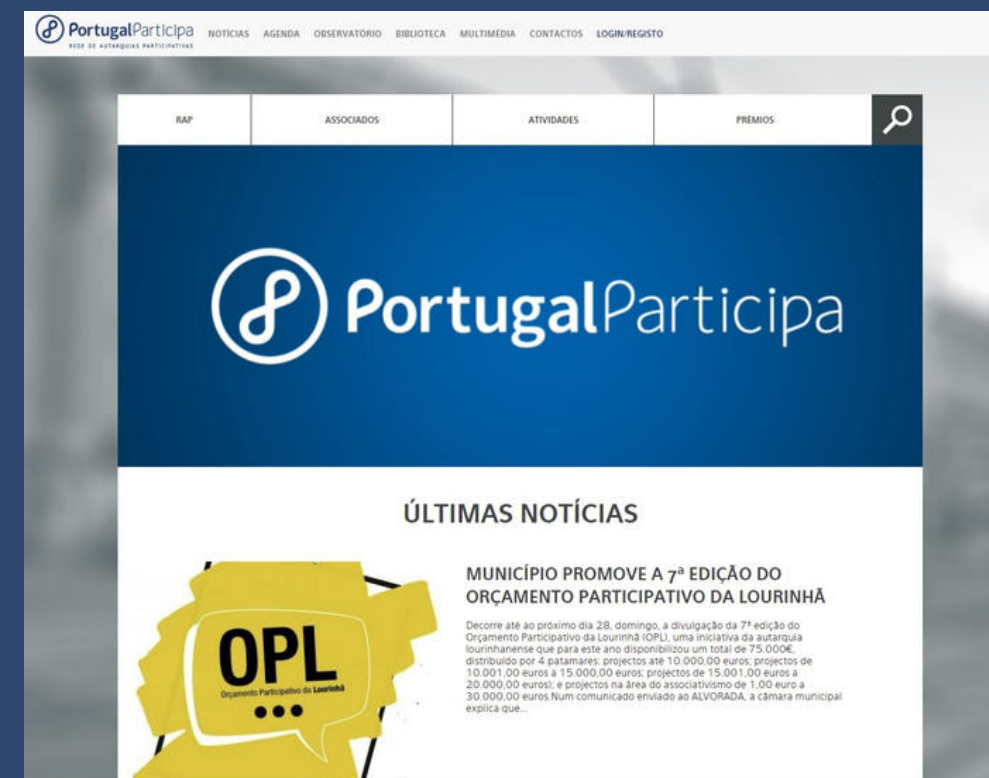 PortugalParticipa
REDE DE AUTARQUIAS PARTICIPATIVAS
NOTÍCIAS AGENDA OBSERVATÓRIO BIBLIOTECA MULTIMÉDIA CONTACTOS LOGIN/REGISTO
RAP ASSOCIADOS ATIVIDADES PRÉMIOS
PortugalParticipa
ÚLTIMAS NOTÍCIAS
OPL
Orçamento Participativo da Lourinhã
MUNICÍPIO PROMOVE A 7ª EDIÇÃO DO
ORÇAMENTO PARTICIPATIVO DA LOURINHÃ
Decorre até ao próximo dia 28, domingo, a divulgação da 7ª edição do
Orçamento Participativo da Lourinhã (OPL), uma iniciativa da autarquia
lourinhanense que para este ano disponibilizou um total de 75.000€,
distribuído por 4 patamares: projectos até 10.000,00 euros; projectos de
10.001,00 euros a 15.000,00 euros; projectos de 15.001,00 euros a
20.000,00 euros); e projectos na área do associativismo de 1,00 euro a
30.000,00 euros.Num comunicado enviado ao ALVORADA, a câmara municipal
explica que...